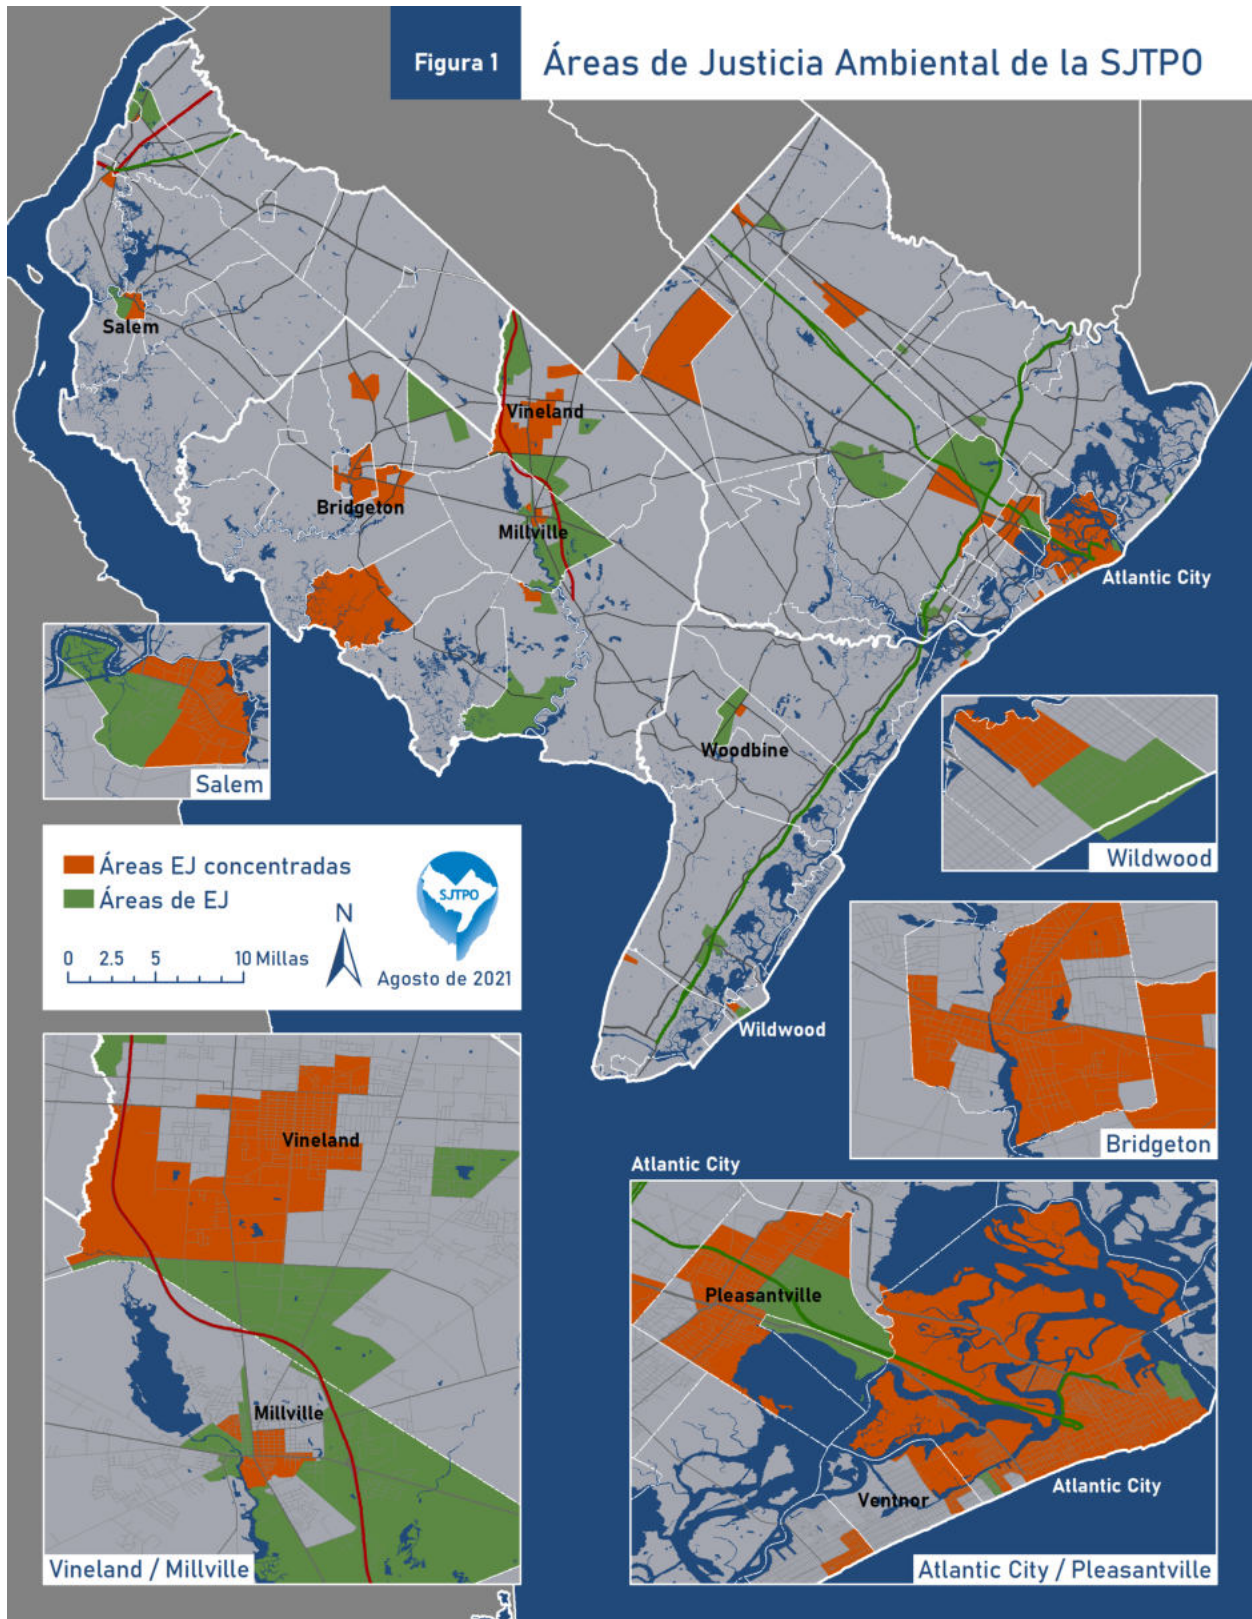 Figura 1
Áreas de Justicia Ambiental de la SJTPO
Salem
Vineland
Bridgeton
Millville
Atlantic City
Woodbine
Wildwood
Salem
Wildwood
Áreas EJ concentradas
Áreas de EJ
0 2.5 5 10 Millas
N
SJTPO
Agosto de 2021
Bridgeton
Vineland
Millville
Vineland / Millville
Atlantic City
Pleasantville
Ventnor
Atlantic City
Atlantic City / Pleasantville